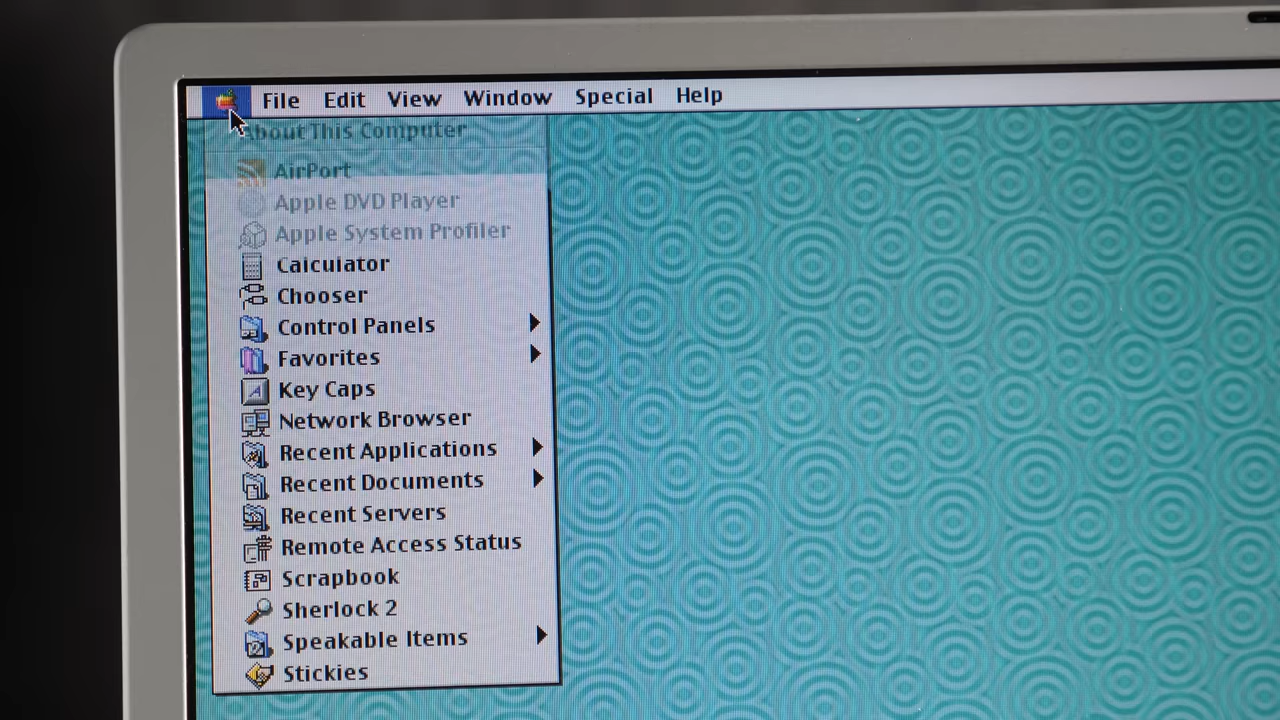 File Edit View Window Special Help
About This Computer
AirPort
Apple DVD Player
Apple System Profiler
Calculator
Chooser
Control Panels
Favorites
Key Caps
Network Browser
Recent Applications
Recent Documents
Recent Servers
Remote Access Status
Scrapbook
Sherlock 2
Speakable Items
Stickies